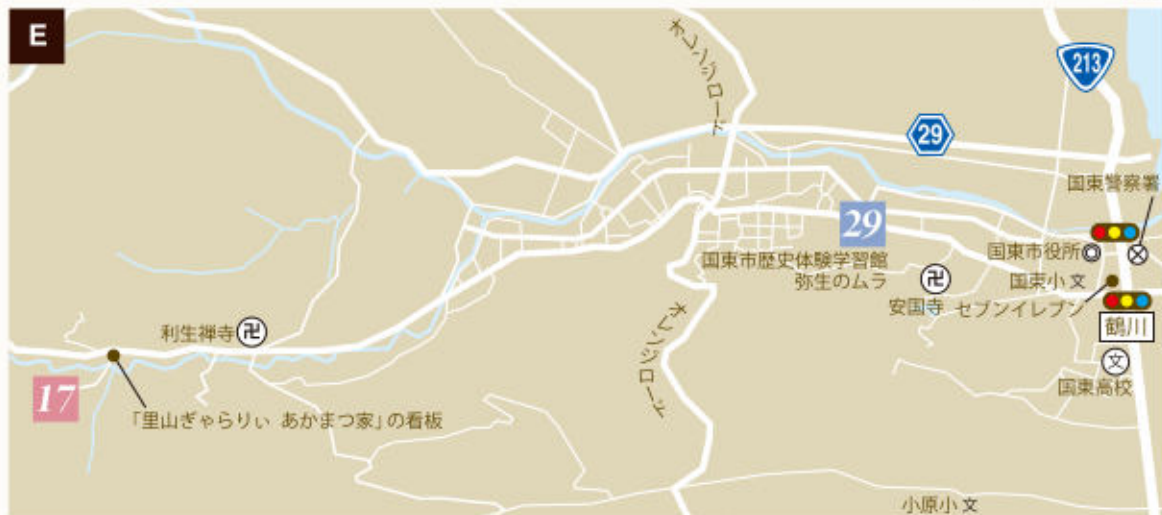 E
オレンジロード
213
29
国東警察署
29
国東市役所
国東市歴史体験学習館
弥生のムラ
国東小 文
安国寺
セブンイレブン
鶴川
利生禅寺
オレンジロード
文
国東高校
17
「里山ぎゃらりぃ あかまつ家」の看板
小原小 文